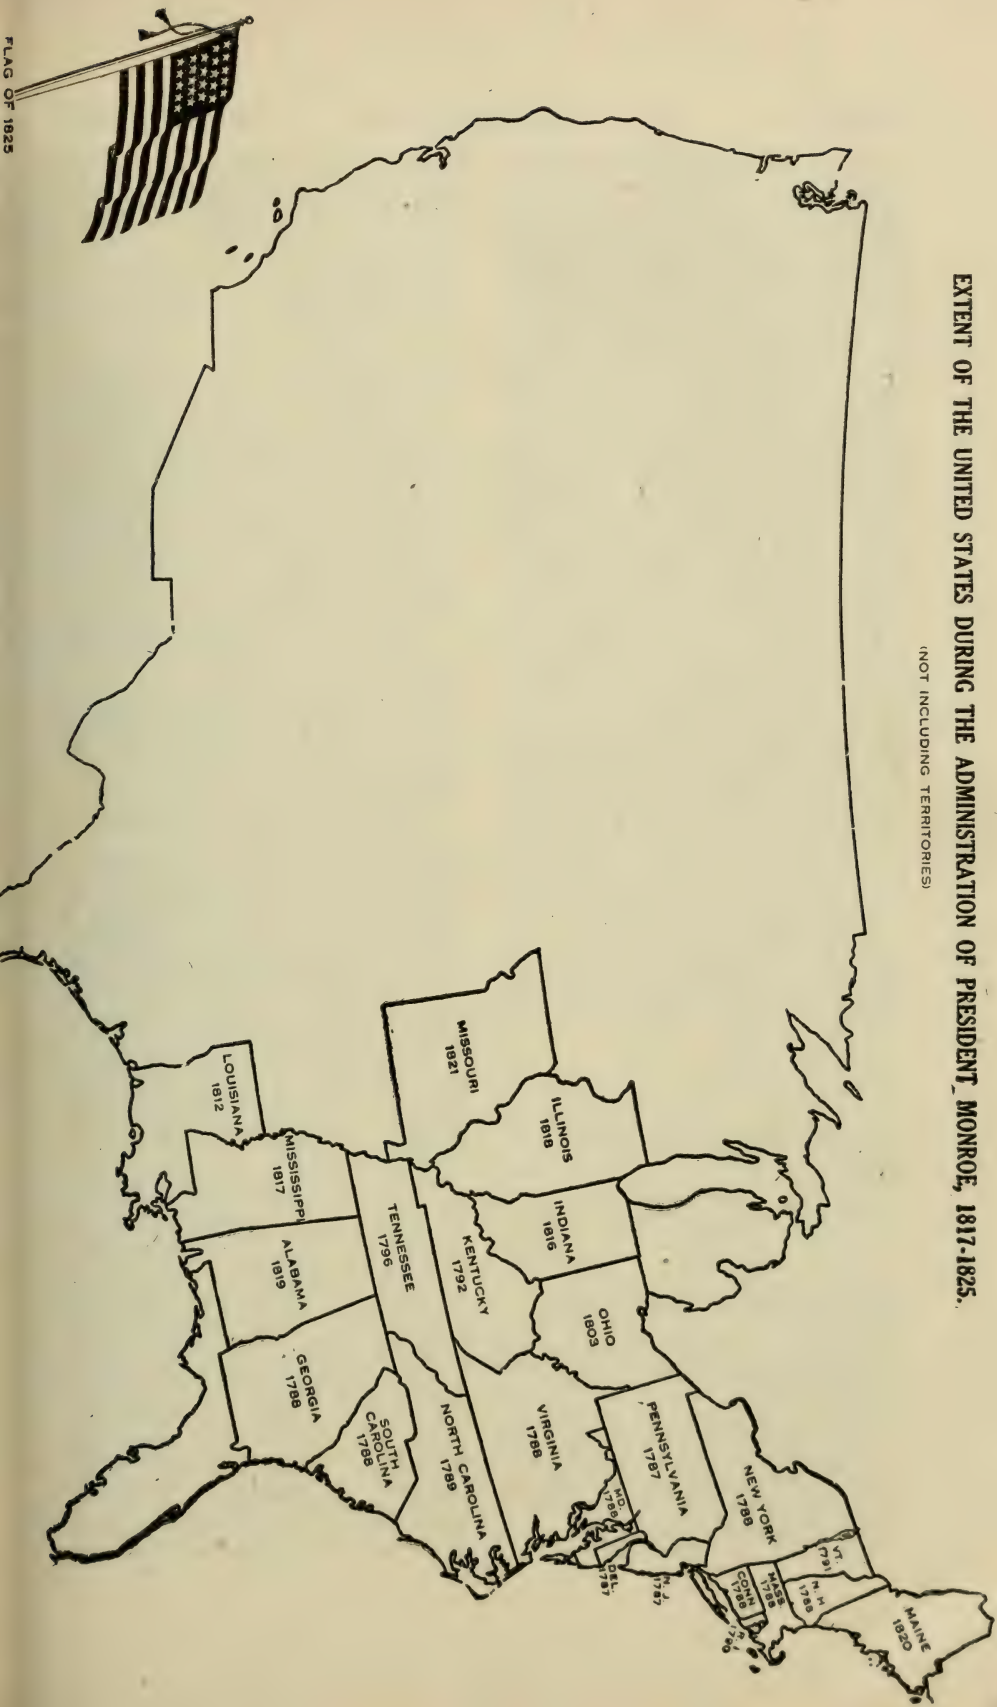 EXTENT OF THE UNITED STATES DURING THE ADMINISTRATION OF PRESIDENT MONROE, 1817-1825.
(NOT INCLUDING TERRITORIES)
MAINE
1820
VT.
1791
N. H
1788
MASS.
1788
CONN
1788
NEW YORK
1788
PENNSYLVANIA
1787
N. J.
1787
DEL.
1787
MD.
1788
OHIO
1803
INDIANA
1816
ILLINOIS
1818
MISSOURI
1821
VIRGINIA
1788
KENTUCKY
1792
NORTH CAROLINA
1789
TENNESSEE
1796
SOUTH
CAROLINA
1788
GEORGIA
1788
ALABAMA
1819
MISSISSIPPI
1817
LOUISIANA
1812
FLAG OF 1825